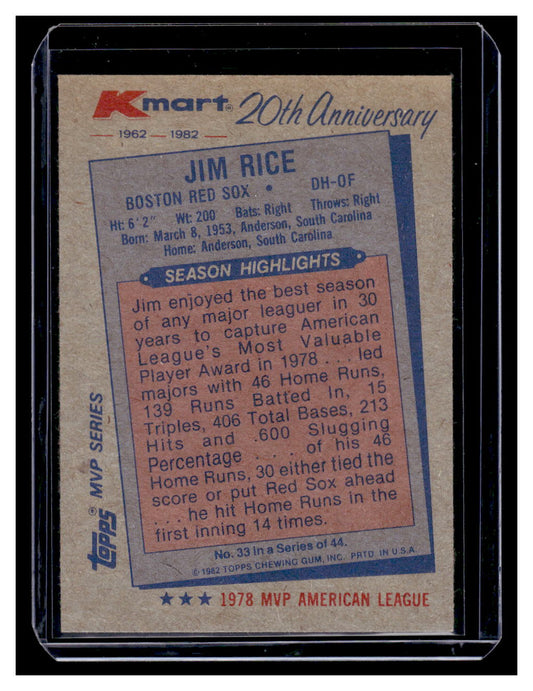 Kmart® 20th Anniversary
1962 — 1982
JIM RICE
BOSTON RED SOX • DH-OF
Ht: 6'2" Wt: 200 Bats: Right Throws: Right
Born: March 8, 1953, Anderson, South Carolina
Home: Anderson, South Carolina
SEASON HIGHLIGHTS
Jim enjoyed the best season
of any major leaguer in 30
years to capture American
League's Most Valuable
Player Award in 1978 . . . led
majors with 46 Home Runs,
139 Runs Batted In, 15
Triples, 406 Total Bases, 213
Hits and .600 Slugging
Percentage . . . of his 46
Home Runs, 30 either tied the
score or put Red Sox ahead
. . . he hit Home Runs in the
first inning 14 times.
No. 33 In a Series of 44.
© 1982 TOPPS CHEWING GUM, INC. PRTD. IN U.S.A.
TOPPS® MVP SERIES
★★★ 1978 MVP AMERICAN LEAGUE